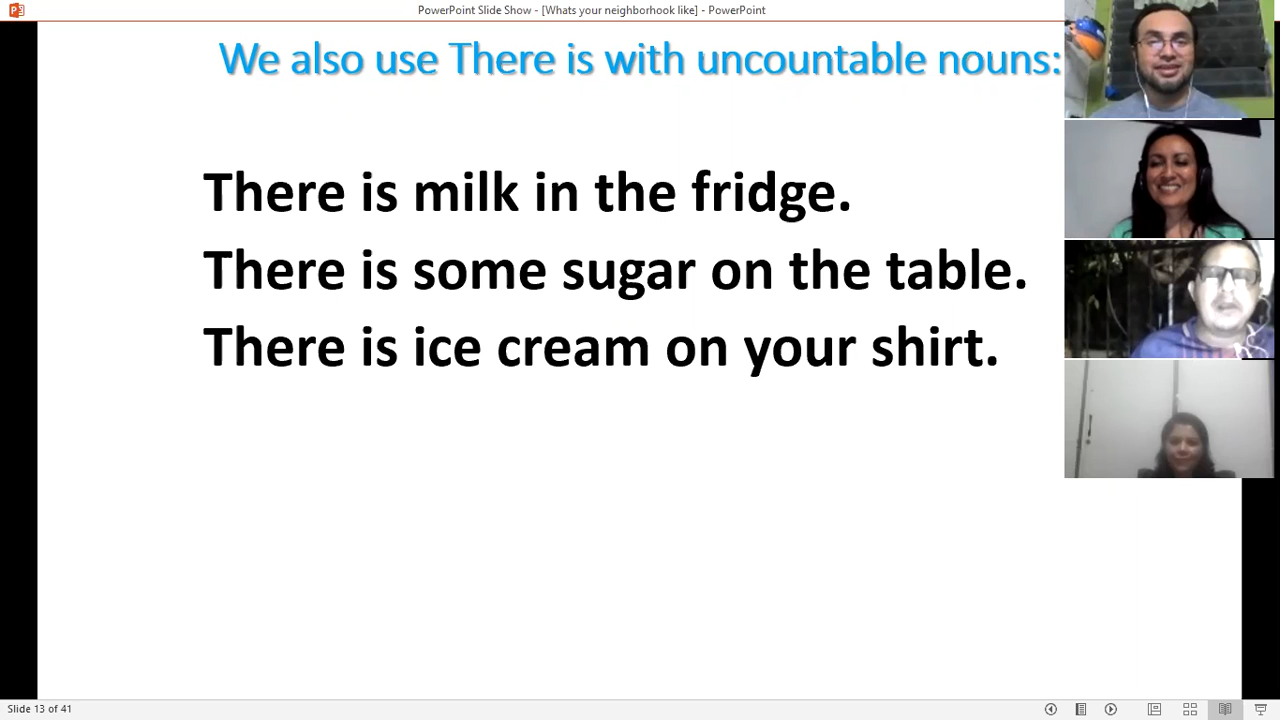 PowerPoint Slide Show - [Whats your neighborhook like] - PowerPoint
We also use There is with uncountable nouns:
There is milk in the fridge.
There is some sugar on the table.
There is ice cream on your shirt.
Slide 13 of 41